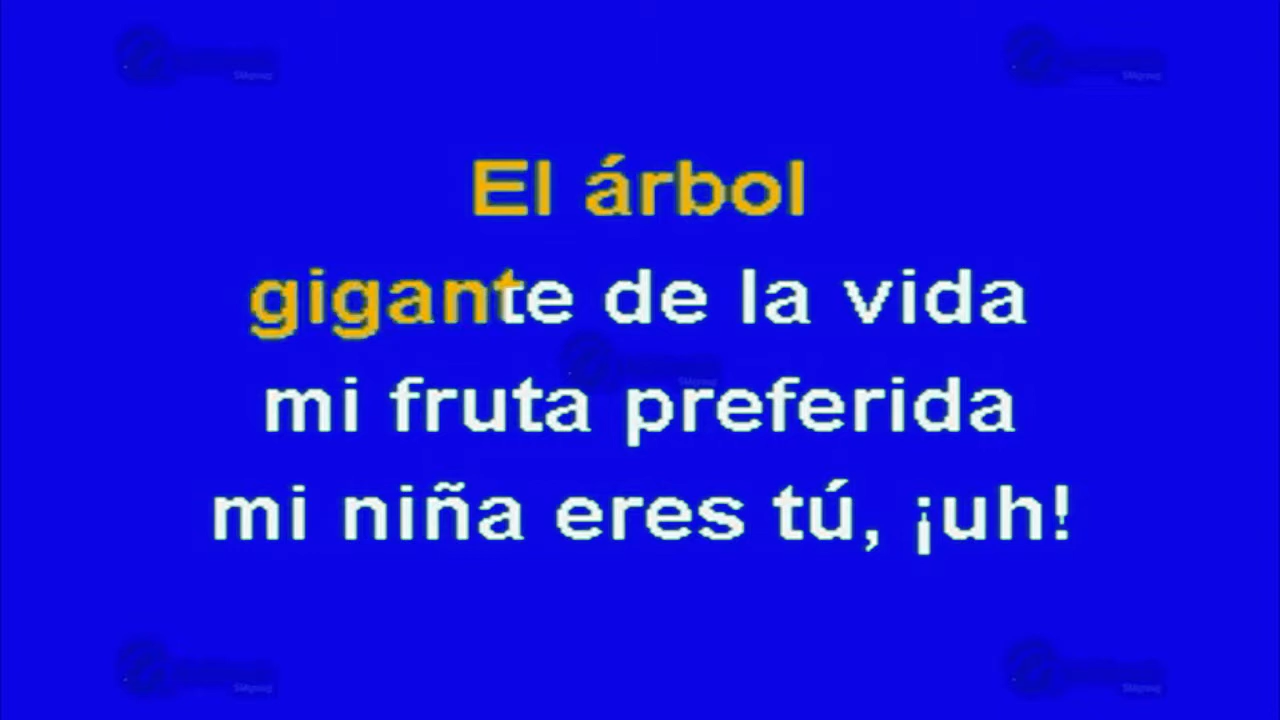 El árbol
gigante de la vida
mi fruta preferida
mi niña eres tú, ¡uh!